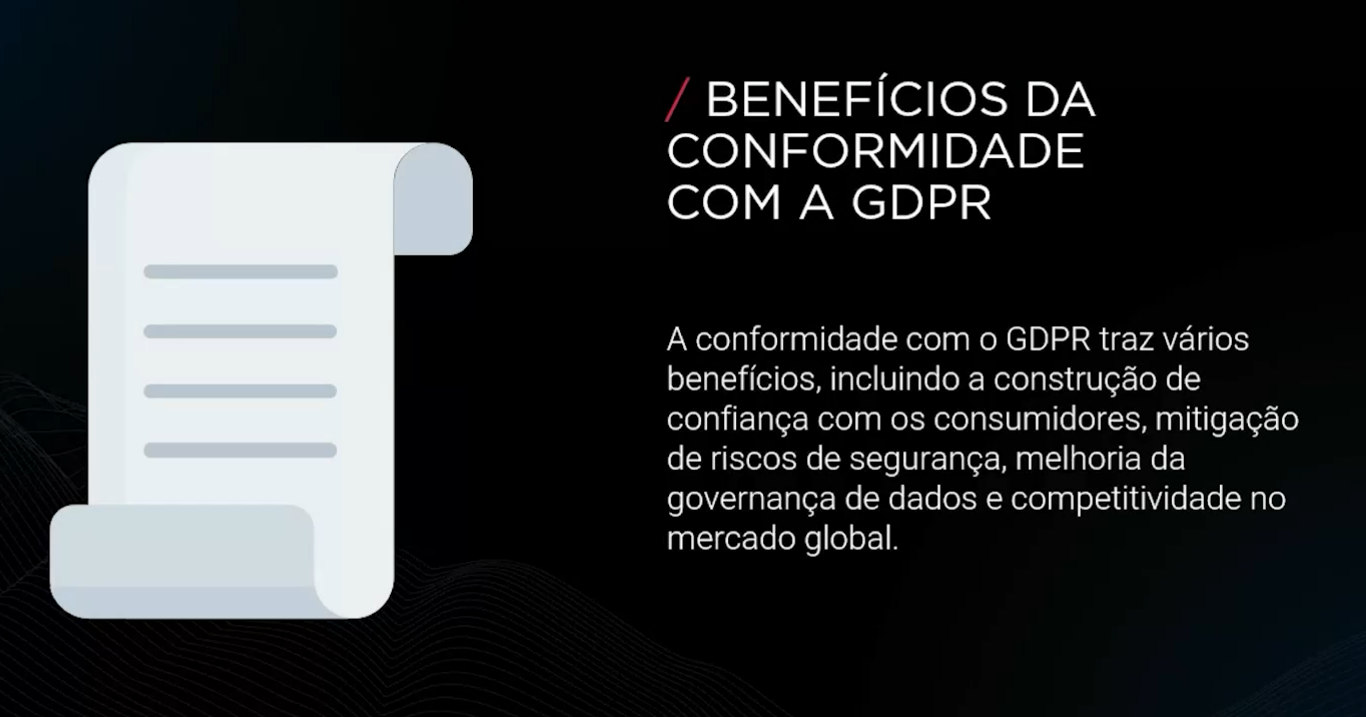 / BENEFÍCIOS DA
CONFORMIDADE
COM A GDPR
A conformidade com o GDPR traz vários
benefícios, incluindo a construção de
confiança com os consumidores, mitigação
de riscos de segurança, melhoria da
governança de dados e competitividade no
mercado global.